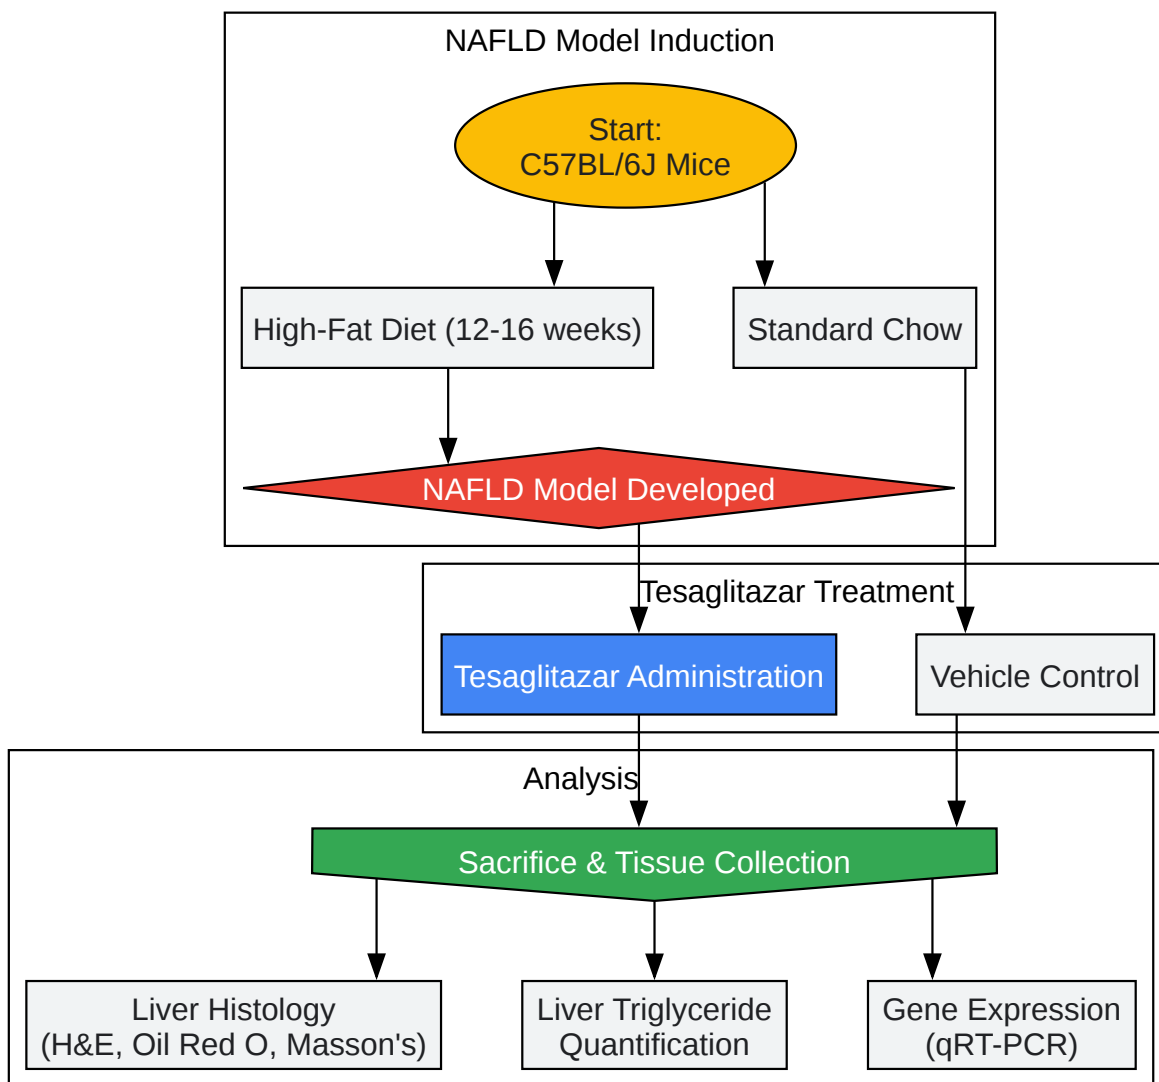 NAFLD Model Induction
Start:
C57BL/6J Mice
High-Fat Diet (12-16 weeks)
Standard Chow
NAFLD Model Developed
Tesaglitazar Treatment
Tesaglitazar Administration
Vehicle Control
Analysis
Sacrifice & Tissue Collection
Liver Histology
(H&E, Oil Red O, Masson's)
Liver Triglyceride
Quantification
Gene Expression
(qRT-PCR)